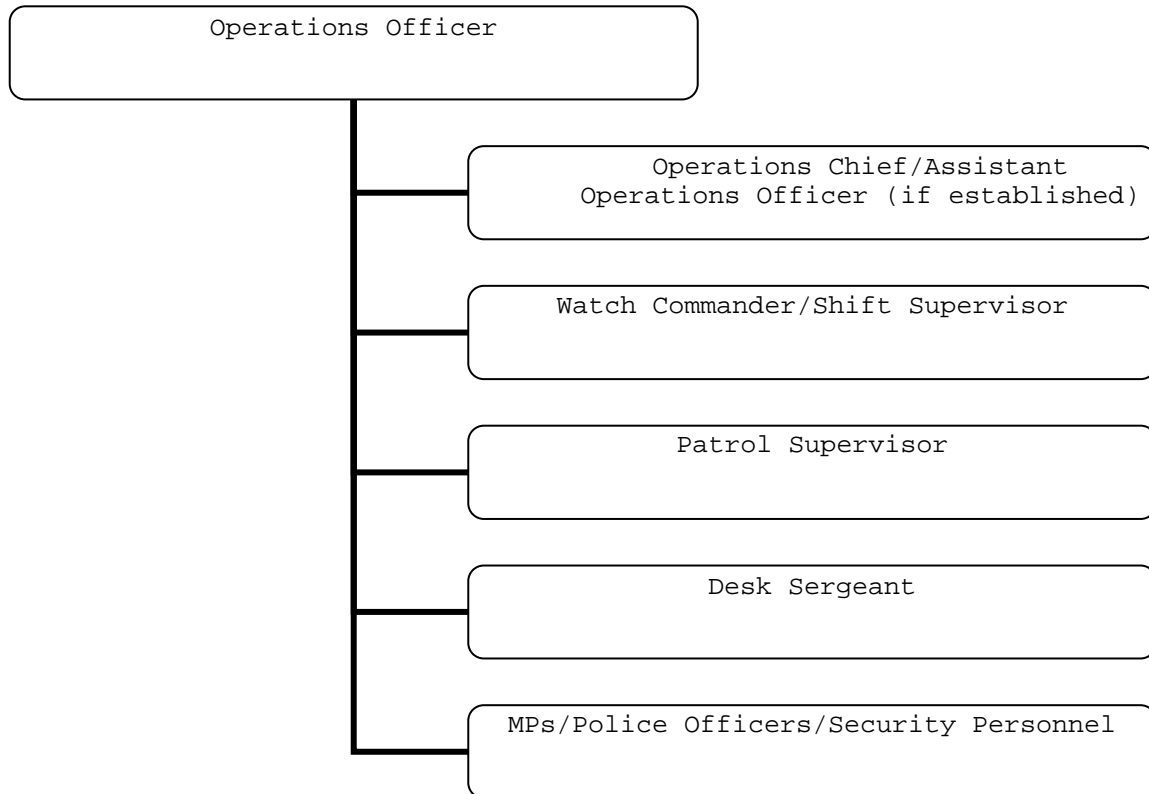 Operations Officer
Operations Chief/Assistant
Operations Officer (if established)
Watch Commander/Shift Supervisor
Patrol Supervisor
Desk Sergeant
MPs/Police Officers/Security Personnel